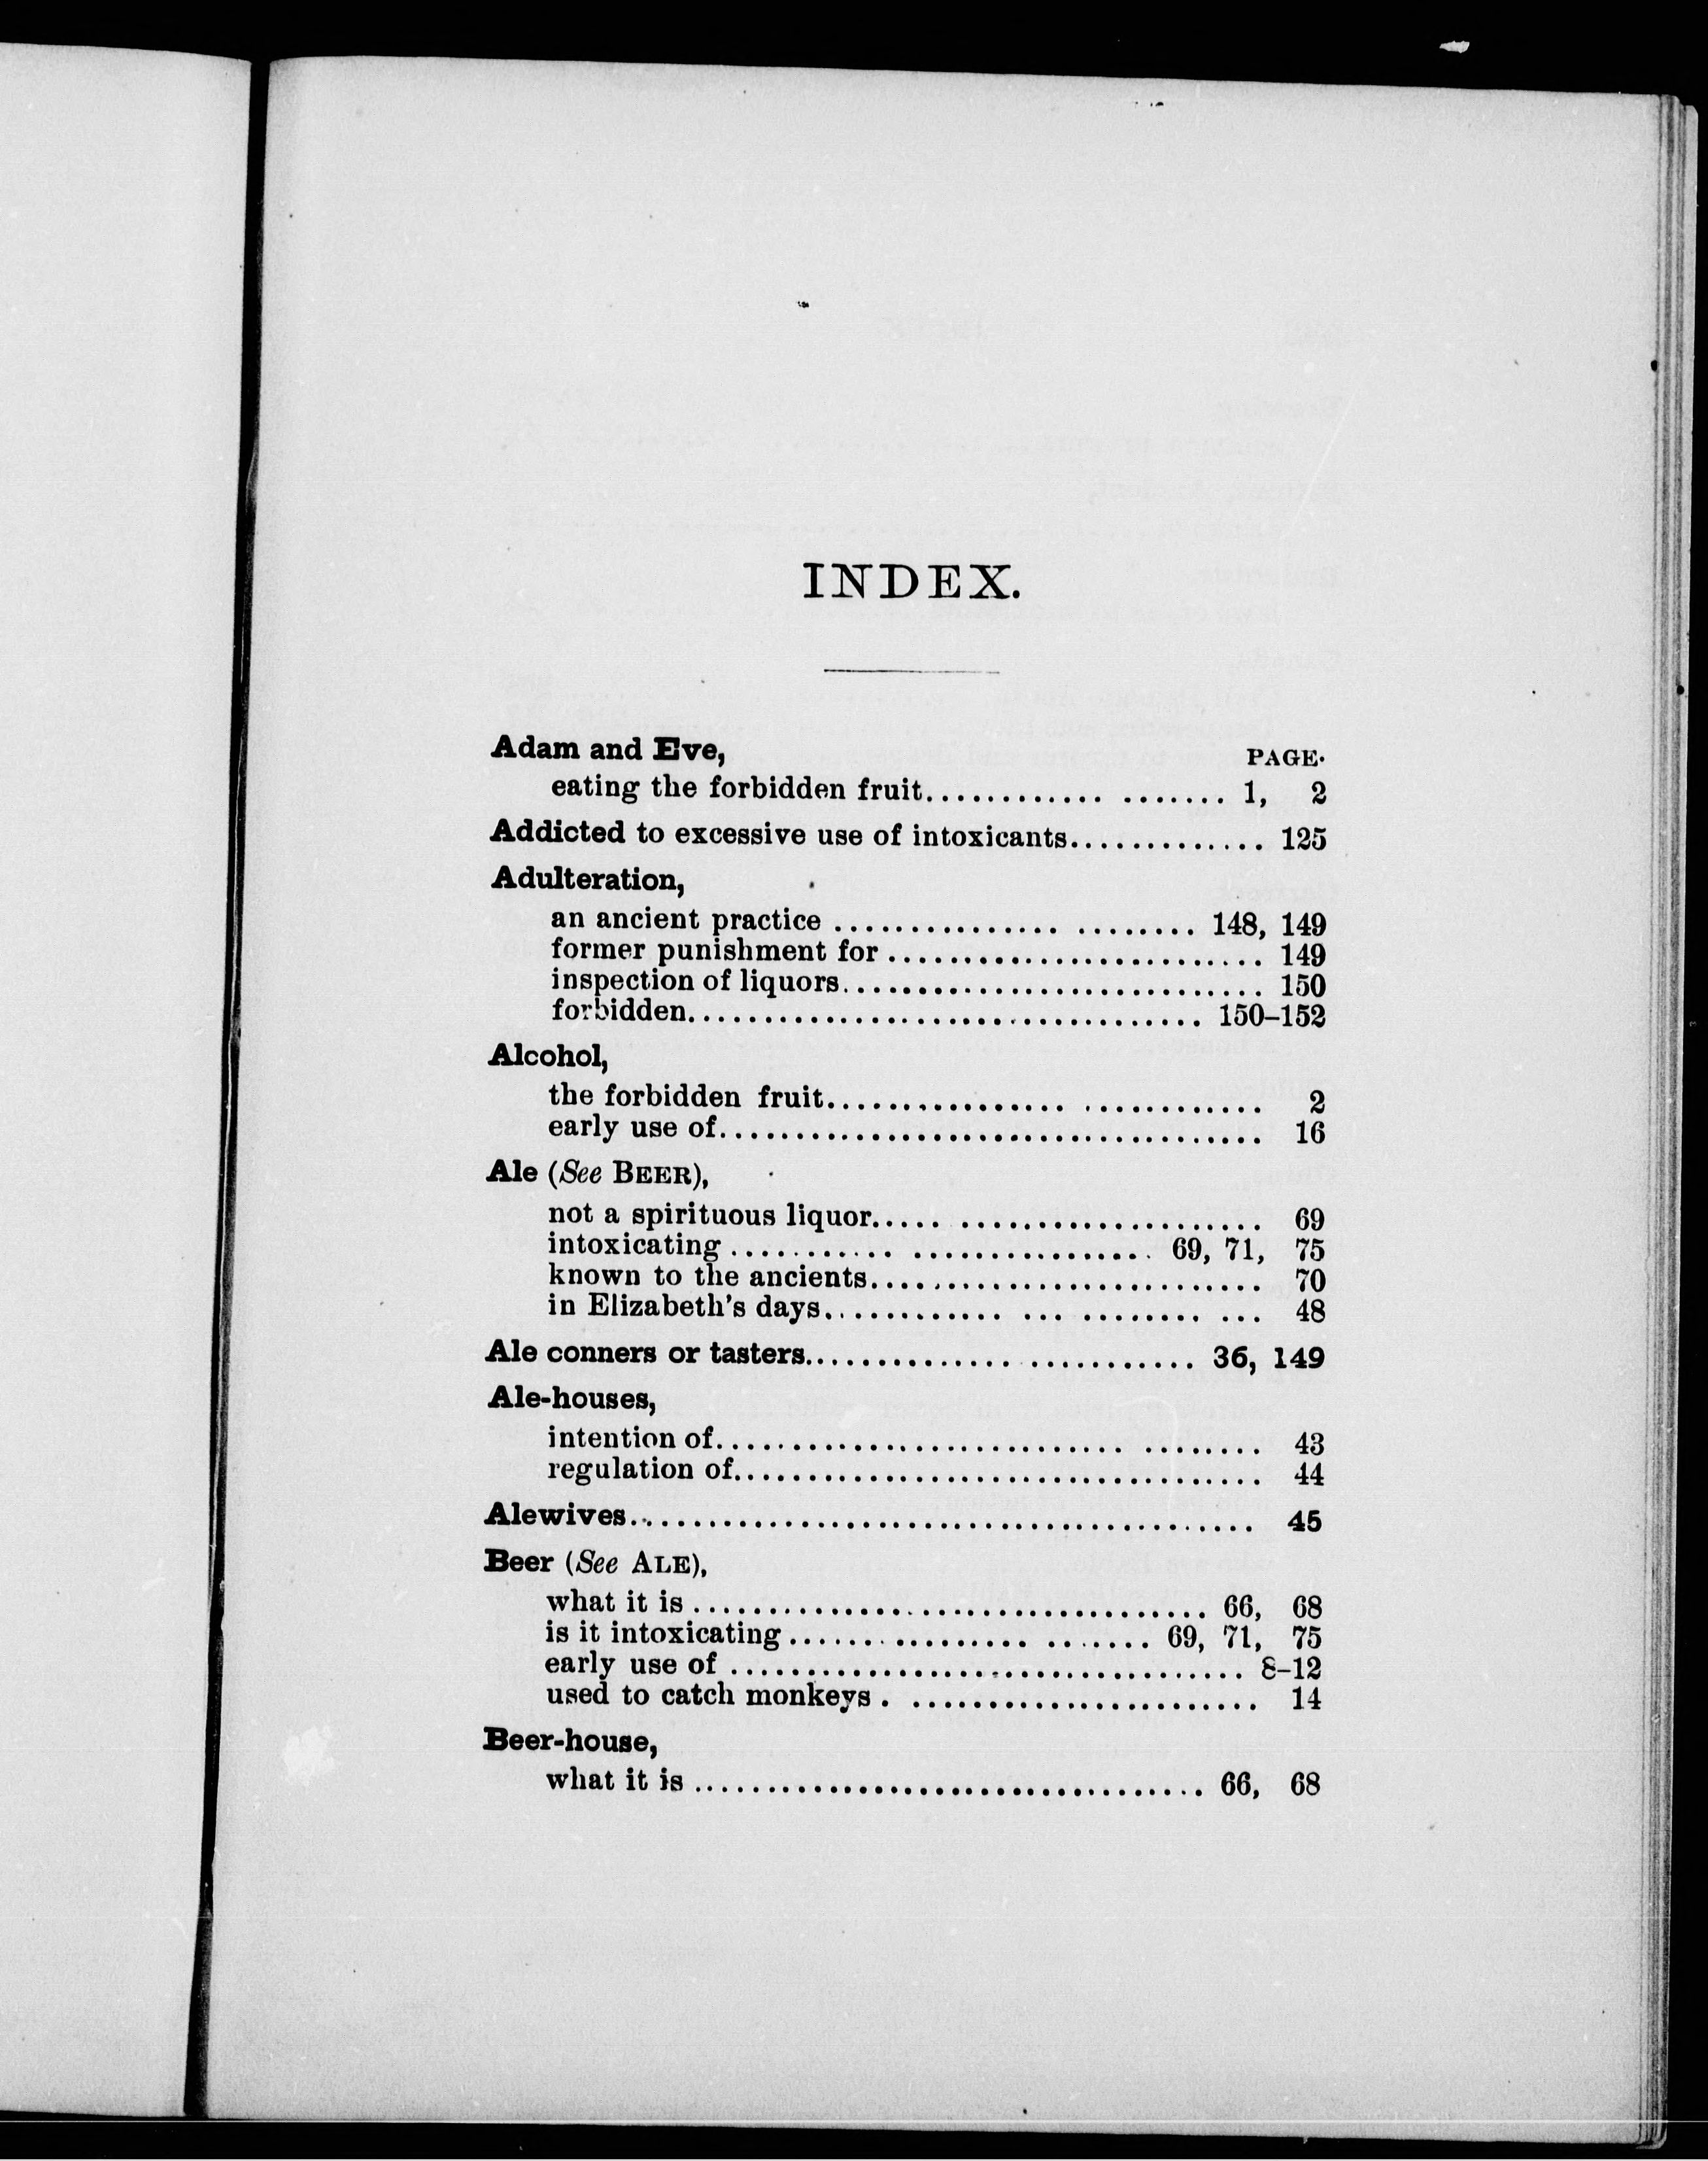 INDEX.
Adam and Eve, PAGE.
eating the forbidden fruit.................... 1, 2
Addicted to excessive use of intoxicants............. 125
Adulteration,
an ancient practice ....................... 148, 149
former punishment for ......................... 149
inspection of liquors............................ 150
forbidden.................................. 150–152
Alcohol,
the forbidden fruit............................ 2
early use of.................................... 16
Ale (See BEER),
not a spirituous liquor......................... 69
intoxicating ........................... 69, 71, 75
known to the ancients.......................... 70
in Elizabeth's days.......................... 48
Ale conners or tasters......................... 36, 149
Ale-houses,
intention of................................... 43
regulation of................................... 44
Alewives......................................... 45
Beer (See ALE),
what it is .................................. 66, 68
is it intoxicating ....................... 69, 71, 75
early use of .................................. 8–12
used to catch monkeys . ....................... 14
Beer-house,
what it is .................................. 66, 68